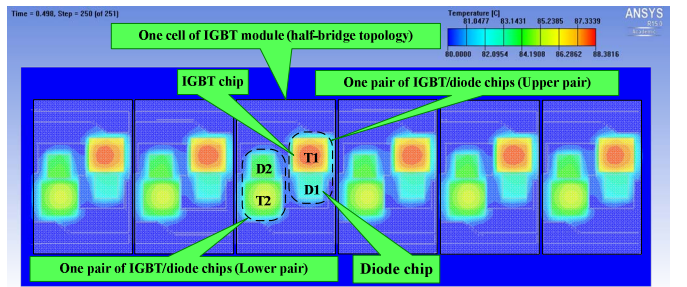 Time = 0.498, Step = 250 (of 251)
Temperature [C]
ANSYS
R15.0
81.0477 83.1431 85.2385 87.3339
80.0000 82.0954 84.1908 86.2862 88.3816
One cell of IGBT module (half-bridge topology)
IGBT chip
One pair of IGBT/diode chips (Upper pair)
T1
D2
D1
T2
One pair of IGBT/diode chips (Lower pair)
Diode chip